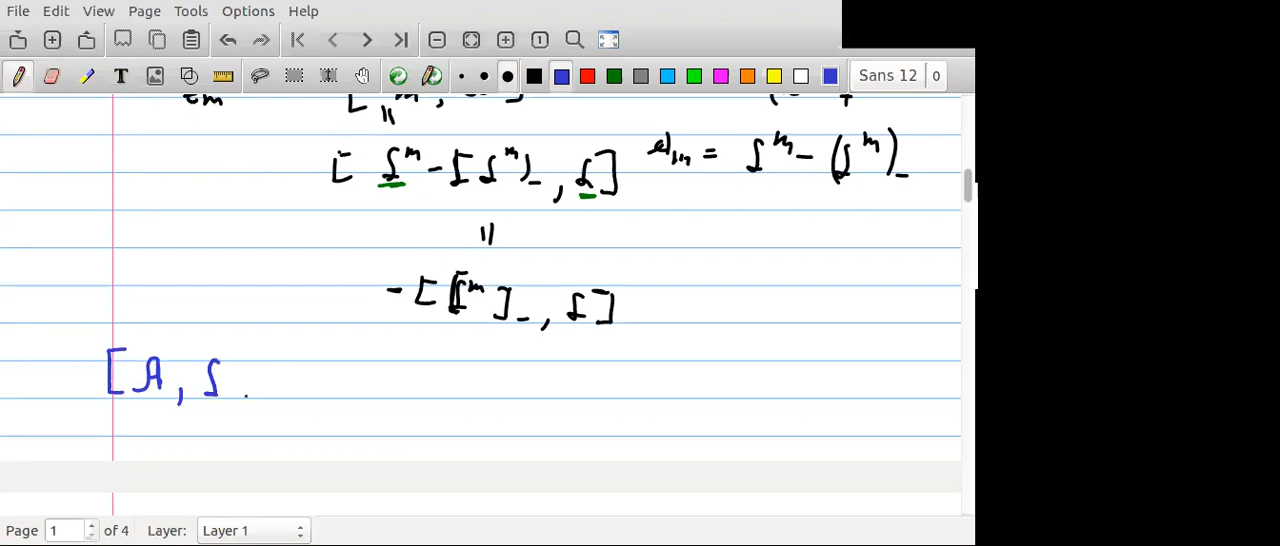 File Edit View Page Tools Options Help
Sans 12 0
[ 𝓛^m - [𝓛^m]_- , 𝓛 ]   𝒜_m = 𝓛^m - (𝓛^m)_-
||
- [ [𝓛^m]_- , 𝓛 ]
[ 𝒜 , 𝓛
Page 1 of 4 Layer: Layer 1